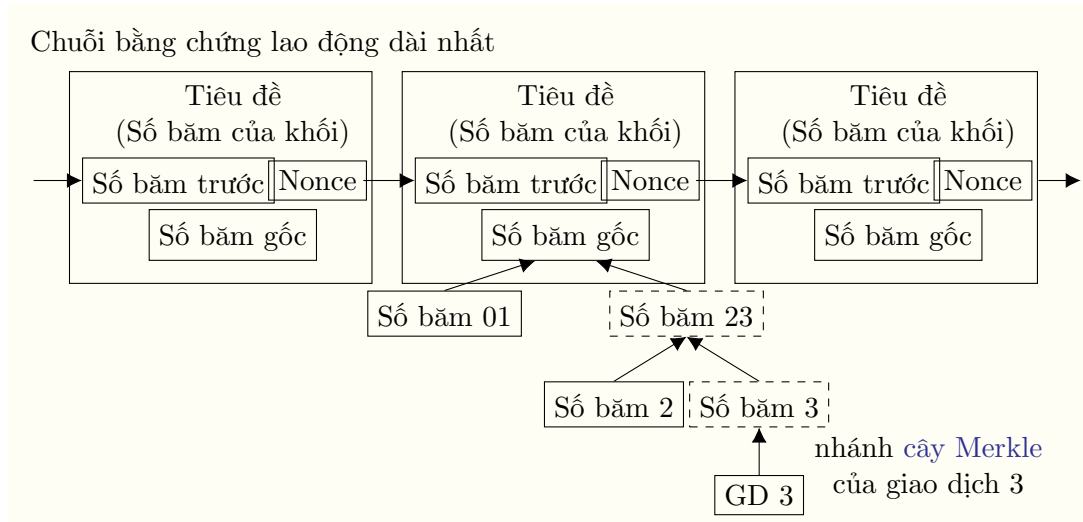 Chuỗi bằng chứng lao động dài nhất
Tiêu đề
(Số băm của khối)
Số băm trước
Nonce
Số băm gốc
Tiêu đề
(Số băm của khối)
Số băm trước
Nonce
Số băm gốc
Tiêu đề
(Số băm của khối)
Số băm trước
Nonce
Số băm gốc
Số băm 01
Số băm 23
Số băm 2
Số băm 3
nhánh cây Merkle
của giao dịch 3
GD 3